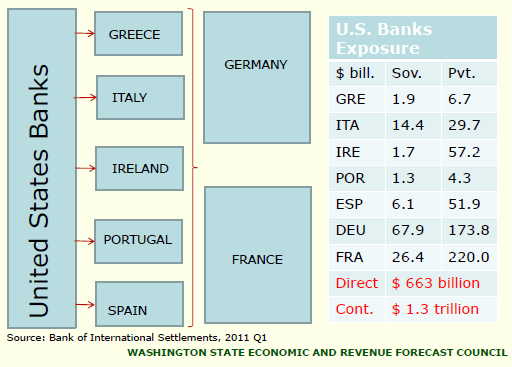 United States Banks
GREECE
ITALY
IRELAND
PORTUGAL
SPAIN
GERMANY
FRANCE
U.S. Banks
Exposure
$ bill. Sov. Pvt.
GRE 1.9 6.7
ITA 14.4 29.7
IRE 1.7 57.2
POR 1.3 4.3
ESP 6.1 51.9
DEU 67.9 173.8
FRA 26.4 220.0
Direct $ 663 billion
Cont. $ 1.3 trillion
Source: Bank of International Settlements, 2011 Q1
WASHINGTON STATE ECONOMIC AND REVENUE FORECAST COUNCIL